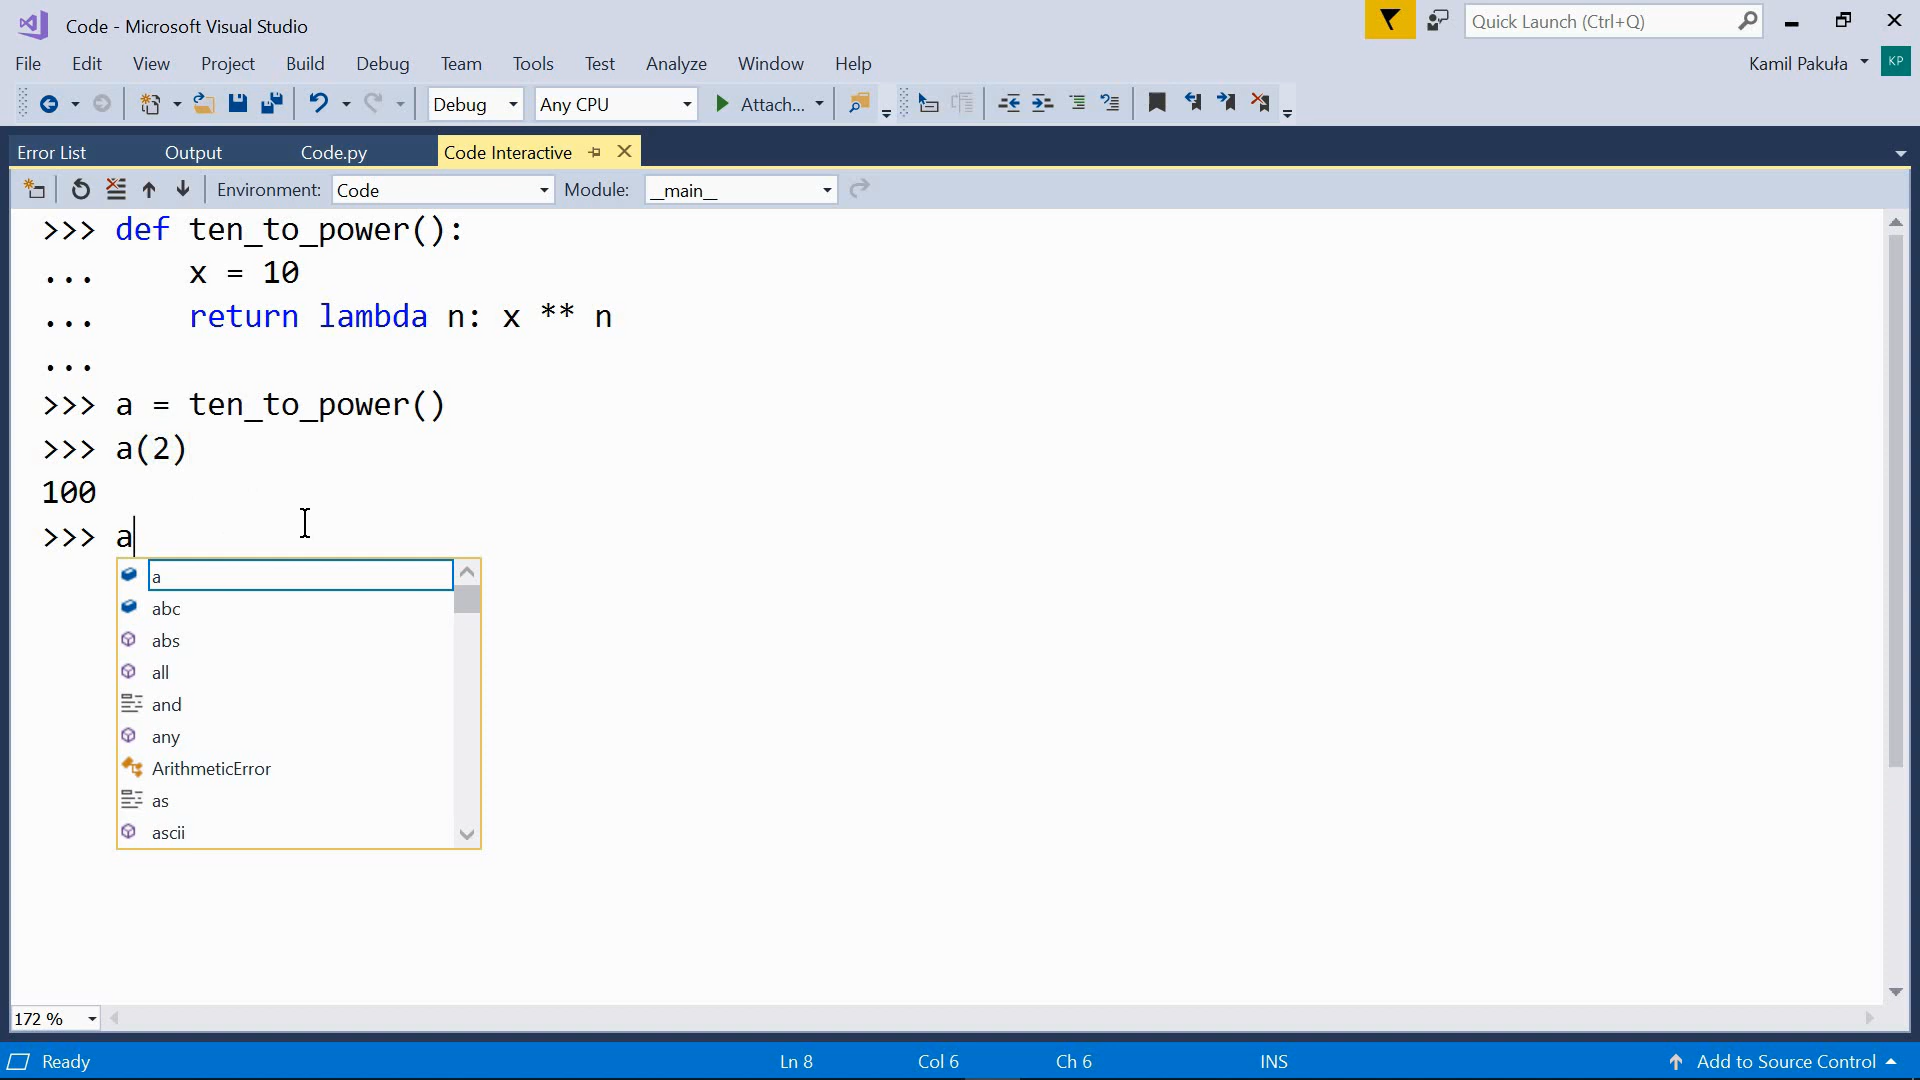 Code - Microsoft Visual Studio
Quick Launch (Ctrl+Q)
File Edit View Project Build Debug Team Tools Test Analyze Window Help
Kamil Pakuła KP
Debug Any CPU Attach...
Error List Output Code.py Code Interactive
Environment: Code Module: __main__
>>> def ten_to_power():
...     x = 10
...     return lambda n: x ** n
...
>>> a = ten_to_power()
>>> a(2)
100
>>> a
a
abc
abs
all
and
any
ArithmeticError
as
ascii
172 %
Ready Ln 8 Col 6 Ch 6 INS Add to Source Control